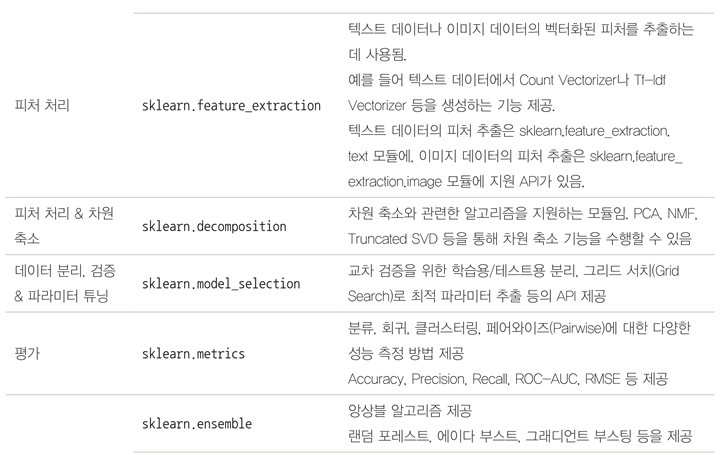 텍스트 데이터나 이미지 데이터의 벡터화된 피처를 추출하는
데 사용됨.
예를 들어 텍스트 데이터에서 Count Vectorizer나 Tf-Idf
피처 처리 sklearn.feature_extraction Vectorizer 등을 생성하는 기능 제공.
텍스트 데이터의 피처 추출은 sklearn.feature_extraction.
text 모듈에, 이미지 데이터의 피처 추출은 sklearn.feature_
extraction.image 모듈에 지원 API가 있음.
피처 처리 & 차원
축소
sklearn.decomposition
차원 축소와 관련한 알고리즘을 지원하는 모듈임. PCA, NMF,
Truncated SVD 등을 통해 차원 축소 기능을 수행할 수 있음
데이터 분리, 검증
& 파라미터 튜닝
sklearn.model_selection
교차 검증을 위한 학습용/테스트용 분리, 그리드 서치(Grid
Search)로 최적 파라미터 추출 등의 API 제공
평가
sklearn.metrics
분류, 회귀, 클러스터링, 페어와이즈(Pairwise)에 대한 다양한
성능 측정 방법 제공
Accuracy, Precision, Recall, ROC-AUC, RMSE 등 제공
sklearn.ensemble
앙상블 알고리즘 제공
랜덤 포레스트, 에이다 부스트, 그래디언트 부스팅 등을 제공